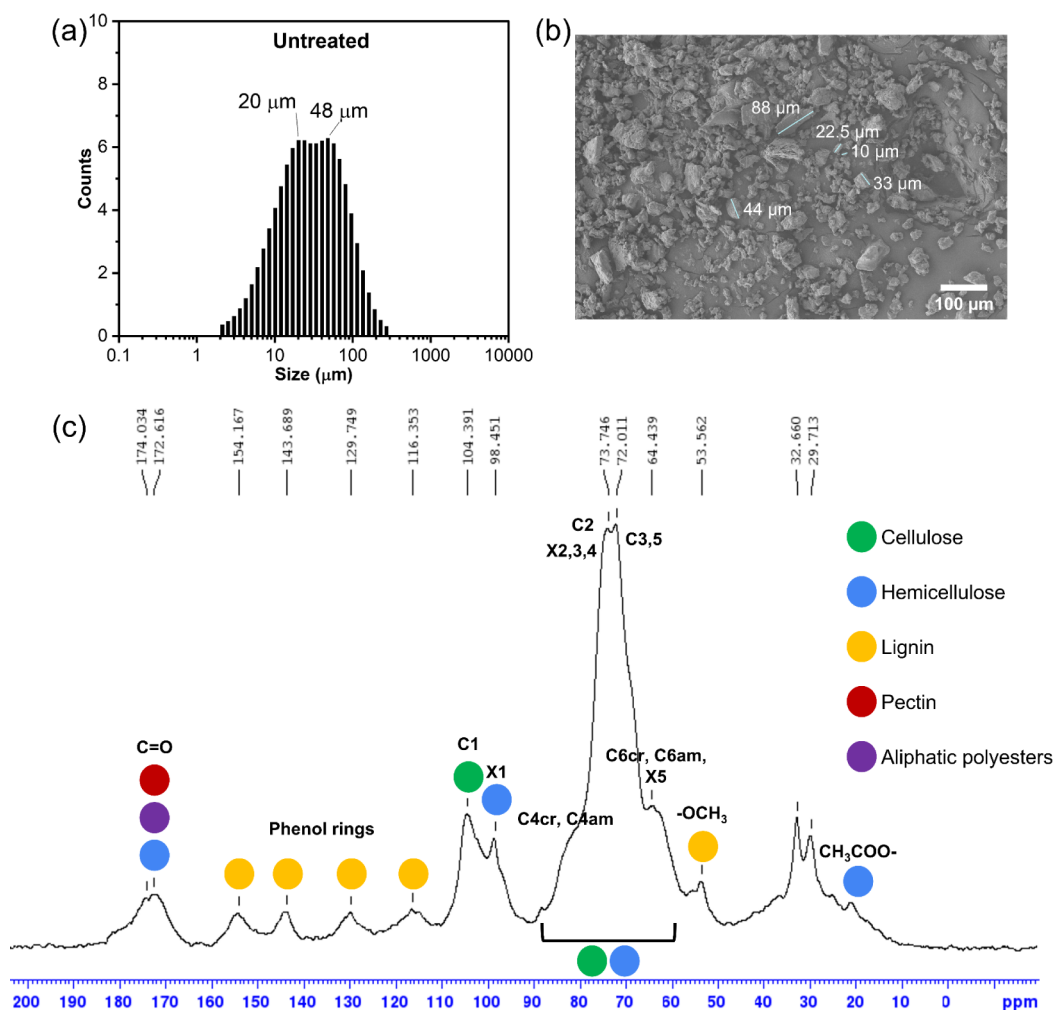 (a)
Untreated
20 μm
48 μm
Counts
10
8
6
4
2
0
0.1 1 10 100 1000 10000
Size (μm)
(b)
88 μm
22.5 μm
10 μm
33 μm
44 μm
100 μm
(c)
174.034
172.616
154.167
143.689
129.749
116.353
104.391
98.451
73.746
72.011
64.439
53.562
32.660
29.713
C2
X2,3,4
C3,5
Cellulose
Hemicellulose
Lignin
Pectin
Aliphatic polyesters
C=O
C1
X1
C6cr, C6am,
X5
C4cr, C4am
-OCH₃
Phenol rings
CH₃COO-
200 190 180 170 160 150 140 130 120 110 100 90 80 70 60 50 40 30 20 10 0 ppm